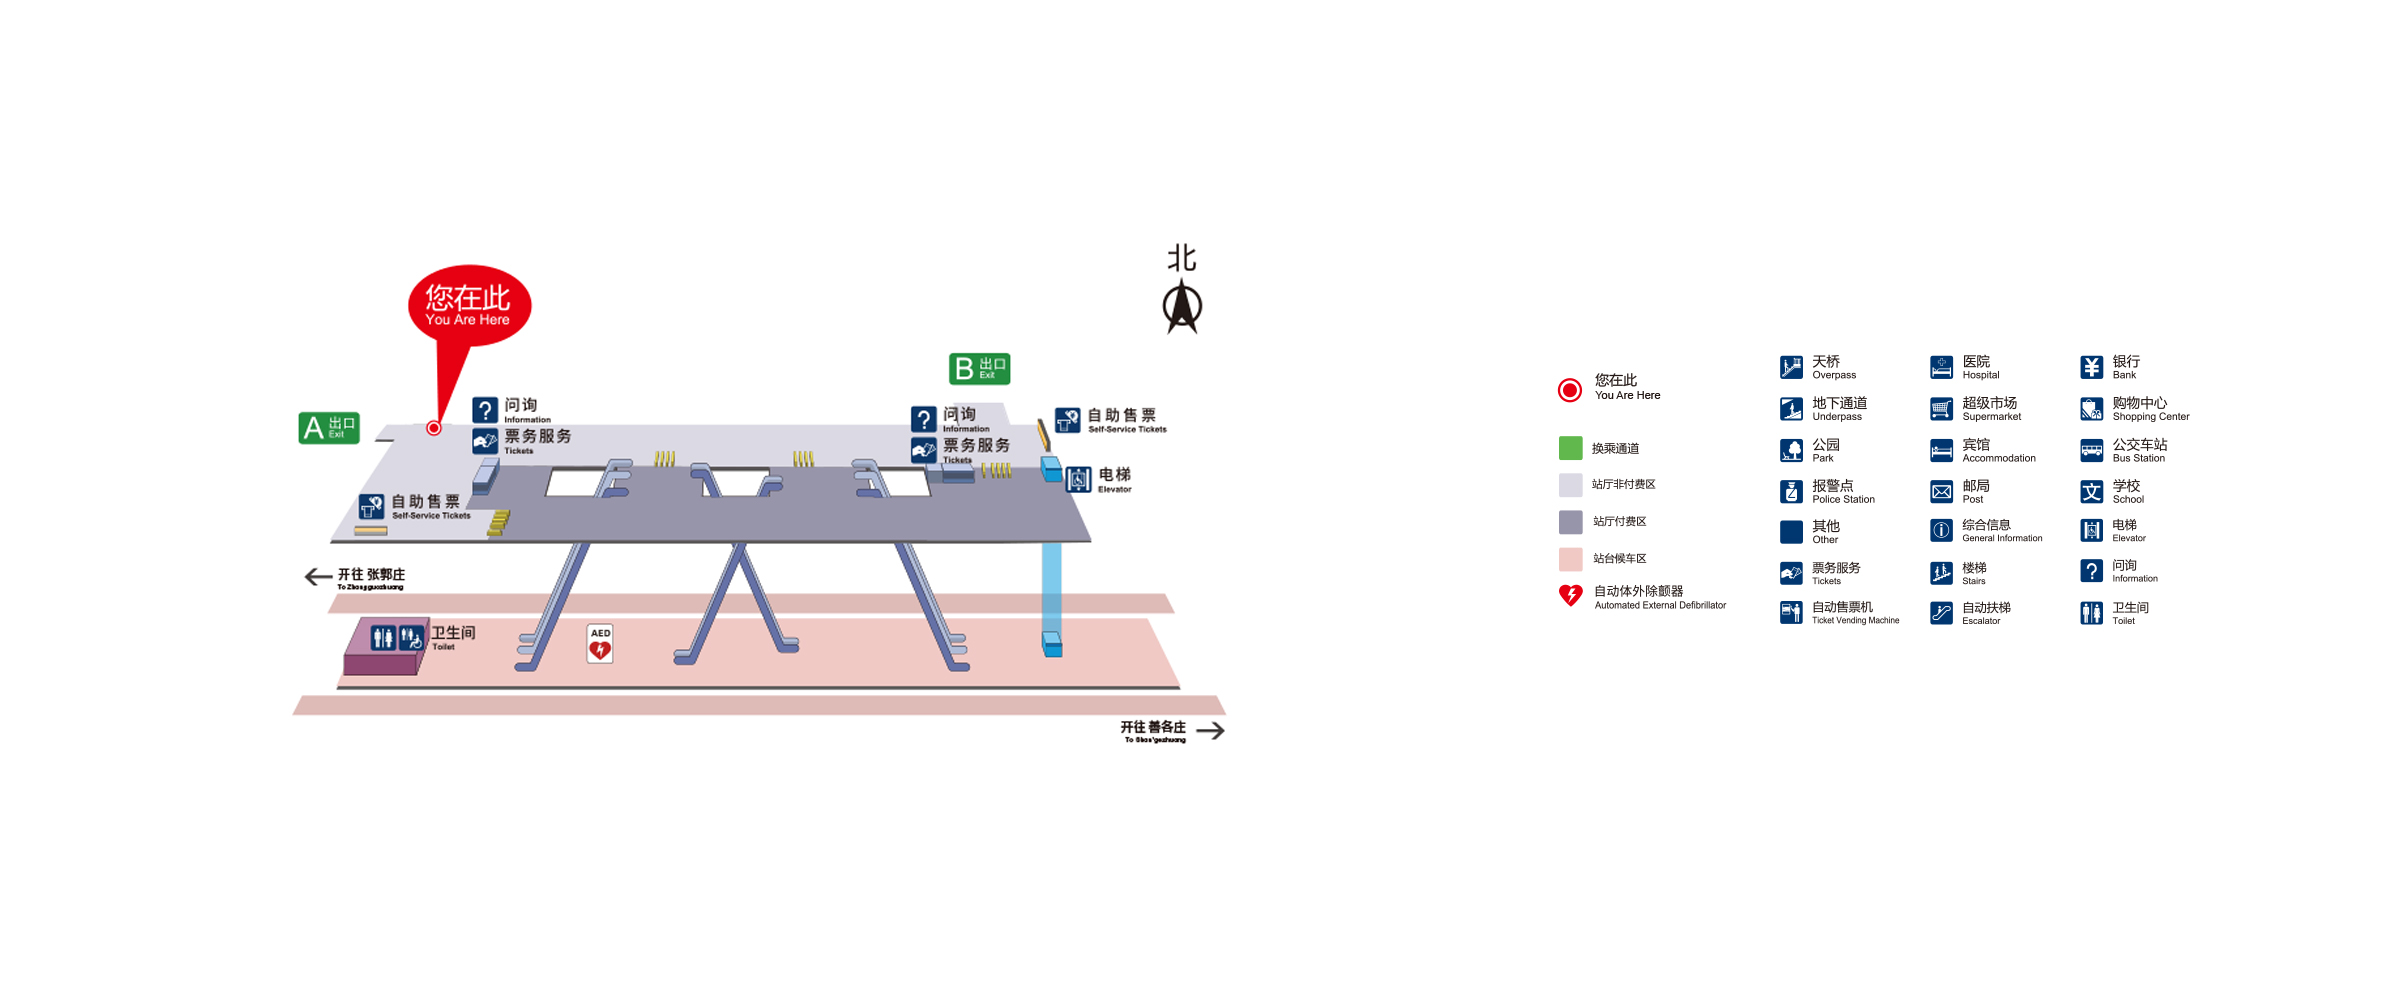 北
您在此
You Are Here
B 出口
Exit
A 出口
Exit
问询
Information
票务服务
Tickets
问询
Information
票务服务
Tickets
自助售票
Self-Service Tickets
电梯
Elevator
自助售票
Self-Service Tickets
开往 张郭庄
To Zhangguozhuang
卫生间
Toilet
AED
开往 善各庄
To Shan'gezhuang
您在此
You Are Here
换乘通道
站厅非付费区
站厅付费区
站台候车区
自动体外除颤器
Automated External Defibrillator
天桥
Overpass
地下通道
Underpass
公园
Park
报警点
Police Station
其他
Other
票务服务
Tickets
自动售票机
Ticket Vending Machine
医院
Hospital
超级市场
Supermarket
宾馆
Accommodation
邮局
Post
综合信息
General Information
楼梯
Stairs
自动扶梯
Escalator
银行
Bank
购物中心
Shopping Center
公交车站
Bus Station
文
学校
School
电梯
Elevator
问询
Information
卫生间
Toilet